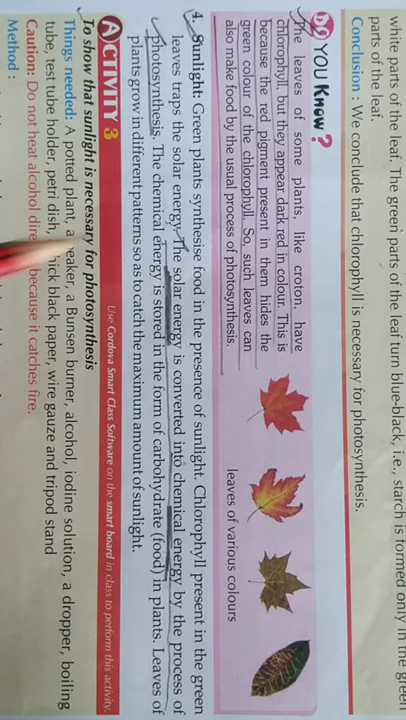 white parts of the leaf. The green parts of the leaf turn blue-black, i.e., starch is formed only in the green
parts of the leaf.
Conclusion : We conclude that chlorophyll is necessary for photosynthesis.
DO YOU KNOW?
The leaves of some plants, like croton, have
chlorophyll, but they appear dark red in colour. This is
because the red pigment present in them hides the
green colour of the chlorophyll. So, such leaves can
also make food by the usual process of photosynthesis.
leaves of various colours
4. Sunlight: Green plants synthesise food in the presence of sunlight. Chlorophyll present in the green
leaves traps the solar energy. The solar energy is converted into chemical energy by the process of
photosynthesis. The chemical energy is stored in the form of carbohydrate (food) in plants. Leaves of
plants grow in different patterns so as to catch the maximum amount of sunlight.
ACTIVITY 3
Use Cordova Smart Class Software on the smart board in class to perform this activity.
To show that sunlight is necessary for photosynthesis
Things needed: A potted plant, a beaker, a Bunsen burner, alcohol, iodine solution, a dropper, boiling
tube, test tube holder, petri dish, thick black paper, wire gauze and tripod stand
Caution: Do not heat alcohol because it catches fire.
Method :